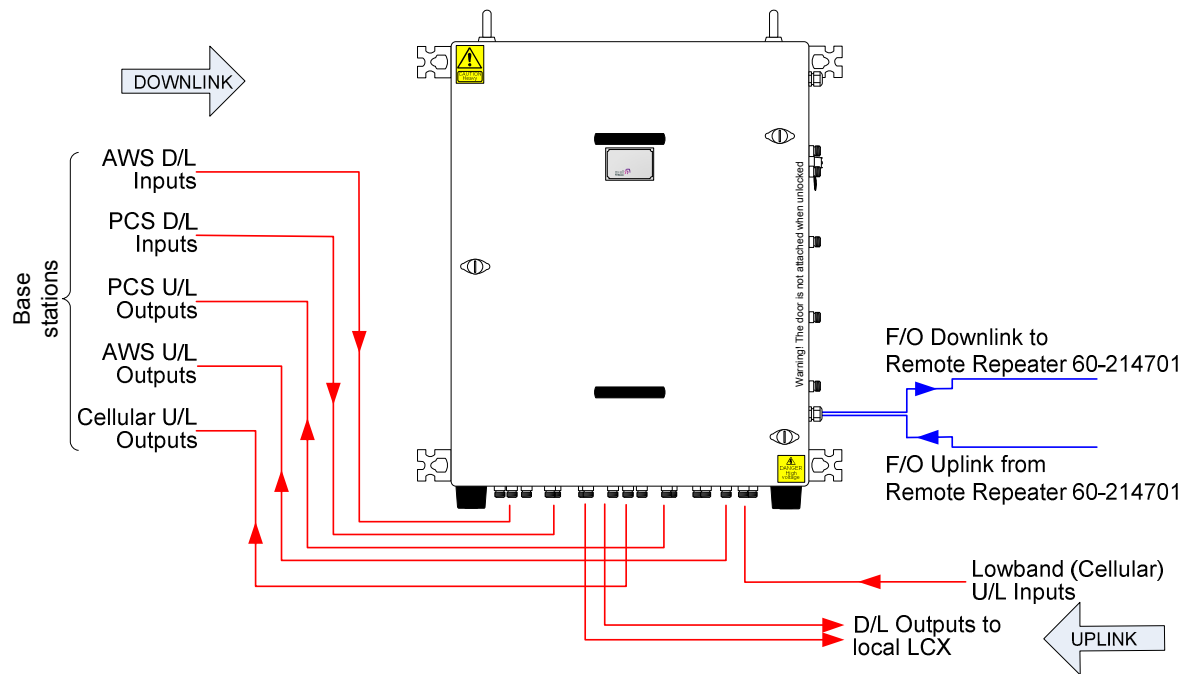 DOWNLINK
Base
stations
AWS D/L
Inputs
PCS D/L
Inputs
PCS U/L
Outputs
AWS U/L
Outputs
Cellular U/L
Outputs
CAUTION
Heavy
Warning! The door is not attached when unlocked
DANGER
High
voltage
F/O Downlink to
Remote Repeater 60-214701
F/O Uplink from
Remote Repeater 60-214701
Lowband (Cellular)
U/L Inputs
D/L Outputs to
local LCX
UPLINK